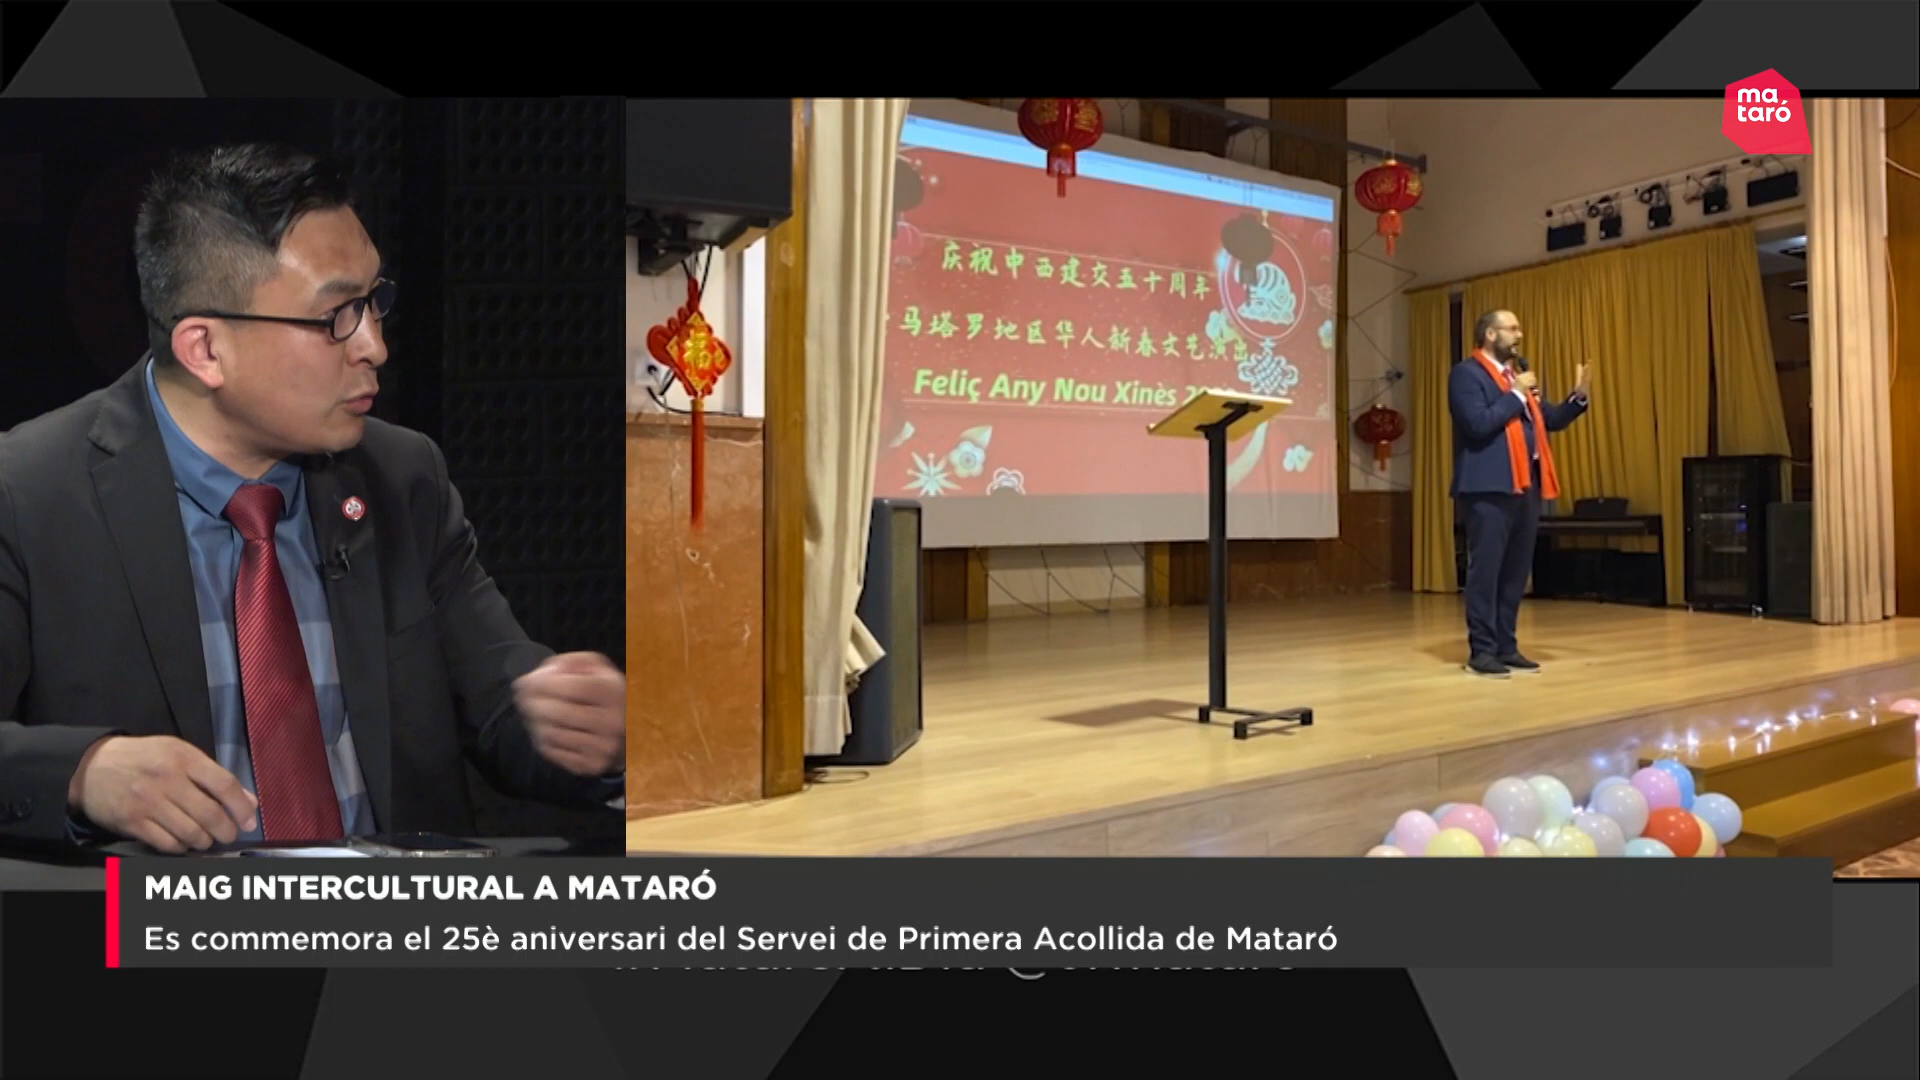 ma
taró
庆祝中西建交五十周年
马塔罗地区华人新春文艺演出
Feliç Any Nou Xinès
福
MAIG INTERCULTURAL A MATARÓ
Es commemora el 25è aniversari del Servei de Primera Acollida de Mataró